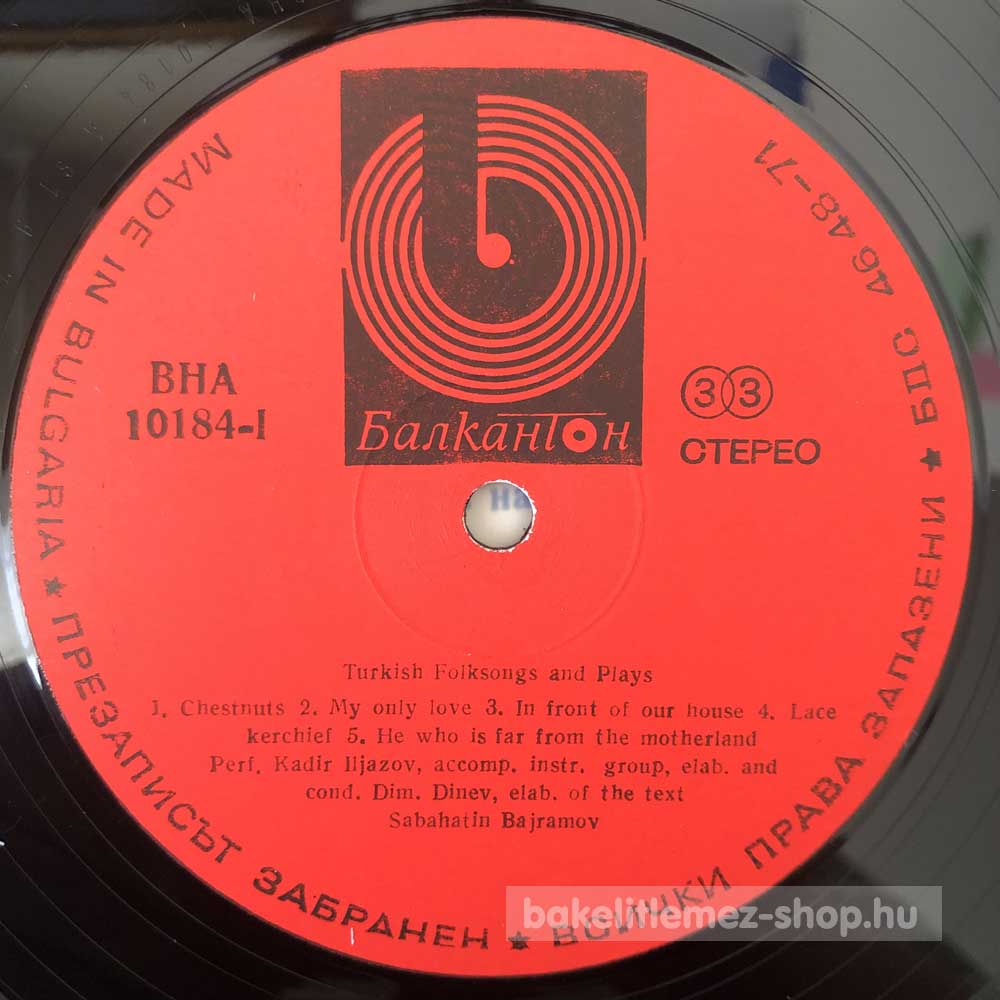 Балкантон
ВНА
10184-I
33
СТЕРЕО
Turkish Folksongs and Plays
1. Chestnuts 2. My only love 3. In front of our house 4. Lace
kerchief 5. He who is far from the motherland
Perf. Kadir Iljazov, accomp. instr. group, elab. and
cond. Dim. Dinev, elab. of the text
Sabahatin Bajramov
MADE IN BULGARIA ★ ПРЕЗАПИСЪТ ЗАБРАНЕН ★ ВСИЧКИ ПРАВА ЗАПАЗЕНИ ★ БДС 4648-71
bakelitlemez-shop.hu